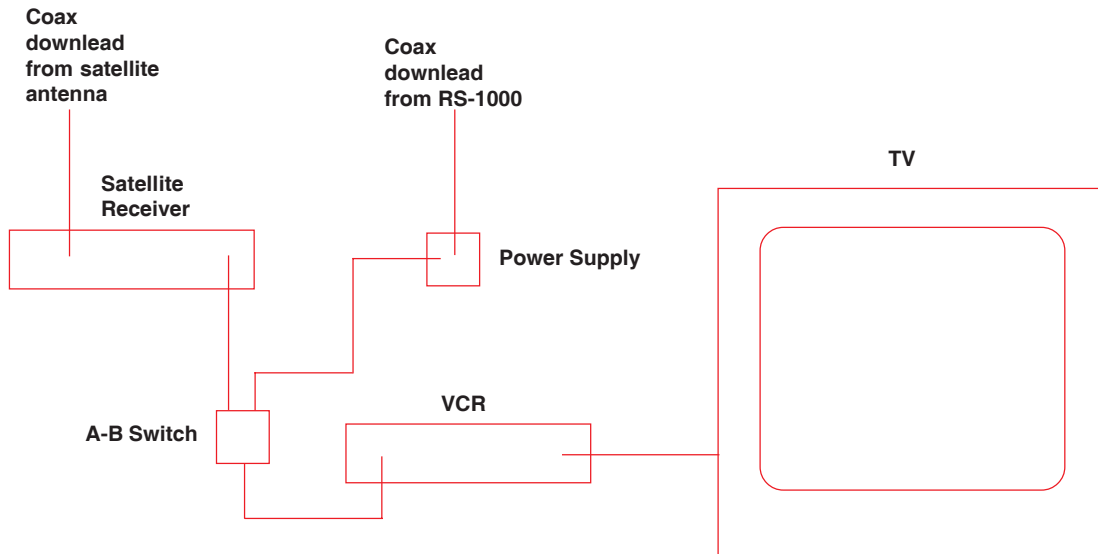 Coax
downlead
from satellite
antenna
Coax
downlead
from RS-1000
TV
Satellite
Receiver
Power Supply
VCR
A-B Switch